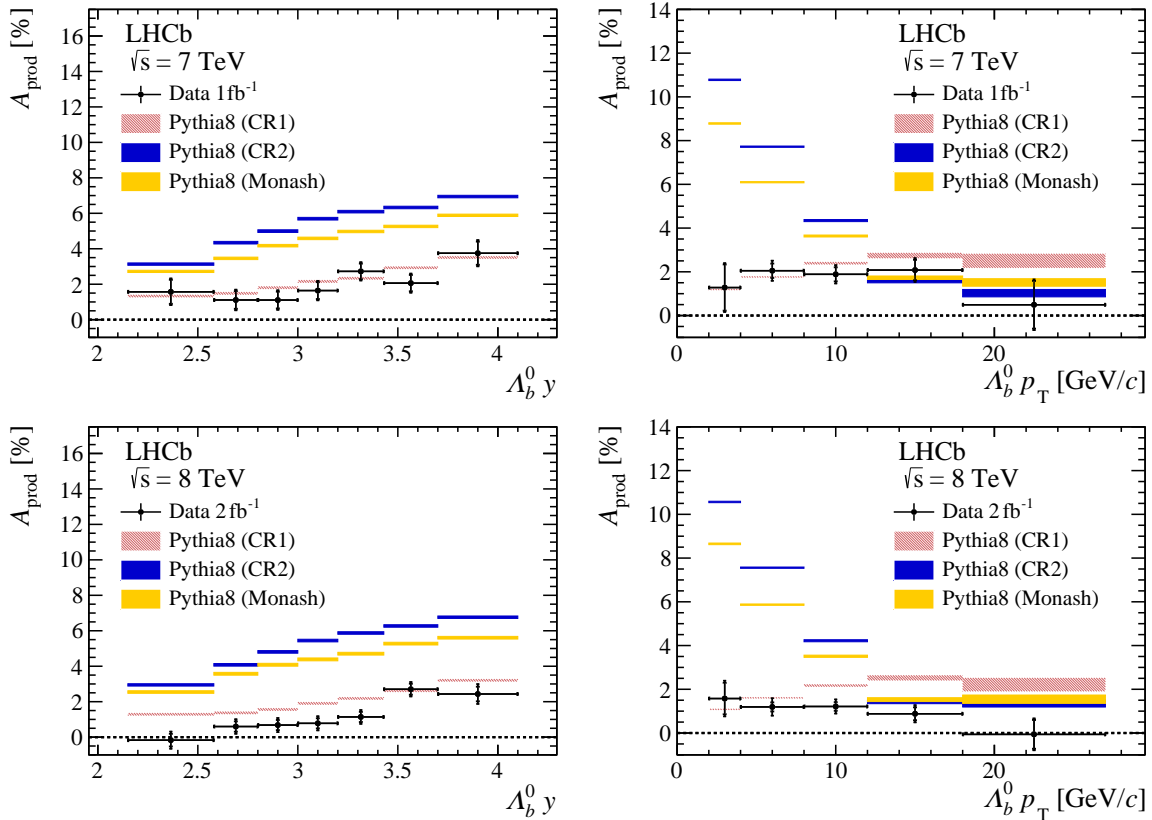 A_prod [%]
LHCb
√s = 7 TeV
Data 1fb⁻¹
Pythia8 (CR1)
Pythia8 (CR2)
Pythia8 (Monash)
16
14
12
10
8
6
4
2
0
2 2.5 3 3.5 4
Λ_b^0 y
A_prod [%]
LHCb
√s = 7 TeV
Data 1fb⁻¹
Pythia8 (CR1)
Pythia8 (CR2)
Pythia8 (Monash)
14
12
10
8
6
4
2
0
0 10 20
Λ_b^0 p_T [GeV/c]
A_prod [%]
LHCb
√s = 8 TeV
Data 2fb⁻¹
Pythia8 (CR1)
Pythia8 (CR2)
Pythia8 (Monash)
16
14
12
10
8
6
4
2
0
2 2.5 3 3.5 4
Λ_b^0 y
A_prod [%]
LHCb
√s = 8 TeV
Data 2fb⁻¹
Pythia8 (CR1)
Pythia8 (CR2)
Pythia8 (Monash)
14
12
10
8
6
4
2
0
0 10 20
Λ_b^0 p_T [GeV/c]